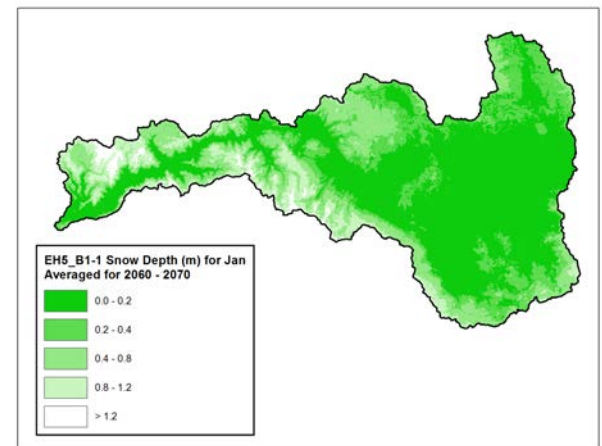 EH5_B1-1 Snow Depth (m) for Jan
Averaged for 2060 - 2070
0.0 - 0.2
0.2 - 0.4
0.4 - 0.8
0.8 - 1.2
> 1.2